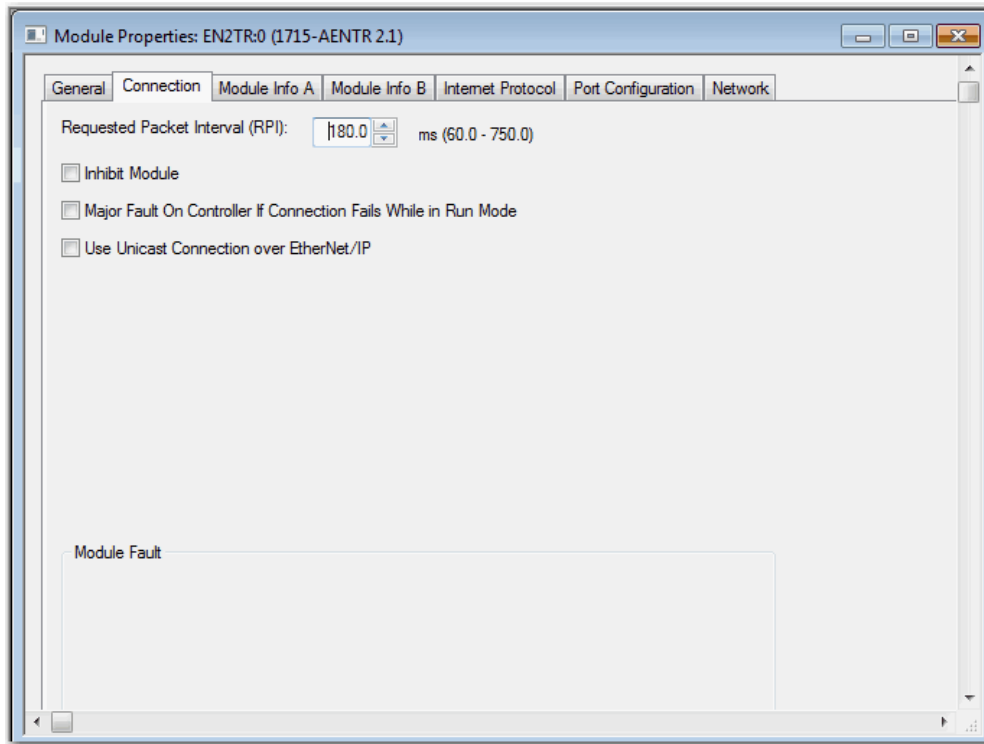 Module Properties: EN2TR:0 (1715-AENTR 2.1)
General Connection Module Info A Module Info B Internet Protocol Port Configuration Network
Requested Packet Interval (RPI): 180.0 ms (60.0 - 750.0)
Inhibit Module
Major Fault On Controller If Connection Fails While in Run Mode
Use Unicast Connection over EtherNet/IP
Module Fault